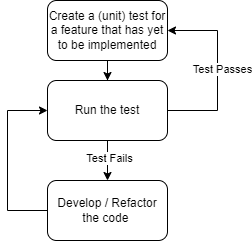 Create a (unit) test for
a feature that has yet
to be implemented
Test Passes
Run the test
Test Fails
Develop / Refactor
the code